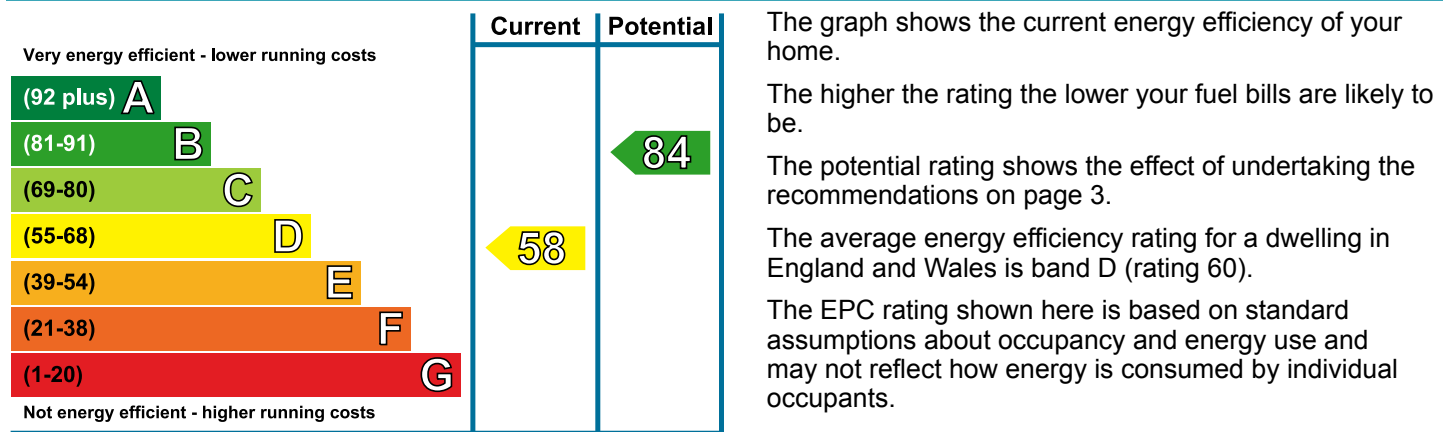 Current Potential
Very energy efficient - lower running costs
(92 plus) A
(81-91) B
84
(69-80) C
(55-68) D
58
(39-54) E
(21-38) F
(1-20) G
Not energy efficient - higher running costs
The graph shows the current energy efficiency of your
home.
The higher the rating the lower your fuel bills are likely to
be.
The potential rating shows the effect of undertaking the
recommendations on page 3.
The average energy efficiency rating for a dwelling in
England and Wales is band D (rating 60).
The EPC rating shown here is based on standard
assumptions about occupancy and energy use and
may not reflect how energy is consumed by individual
occupants.